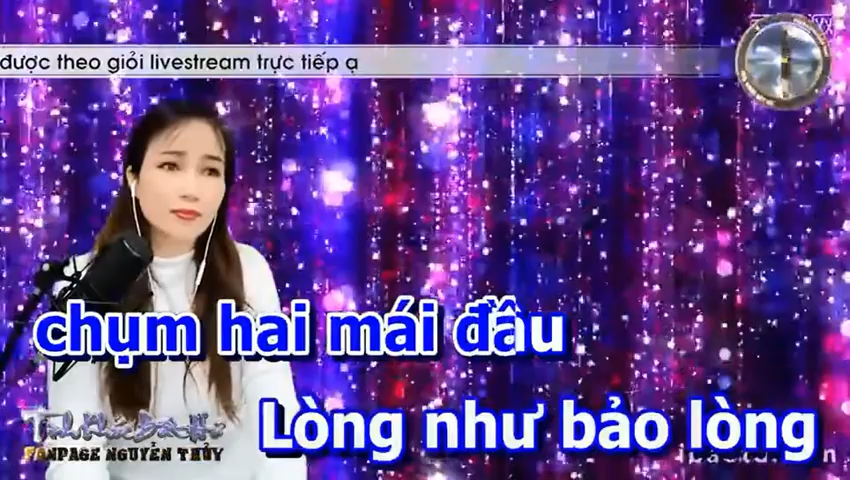 được theo giỏi livestream trực tiếp ạ
chụm hai mái đầu
Lòng như bảo lòng
FANPAGE NGUYỄN THỦY